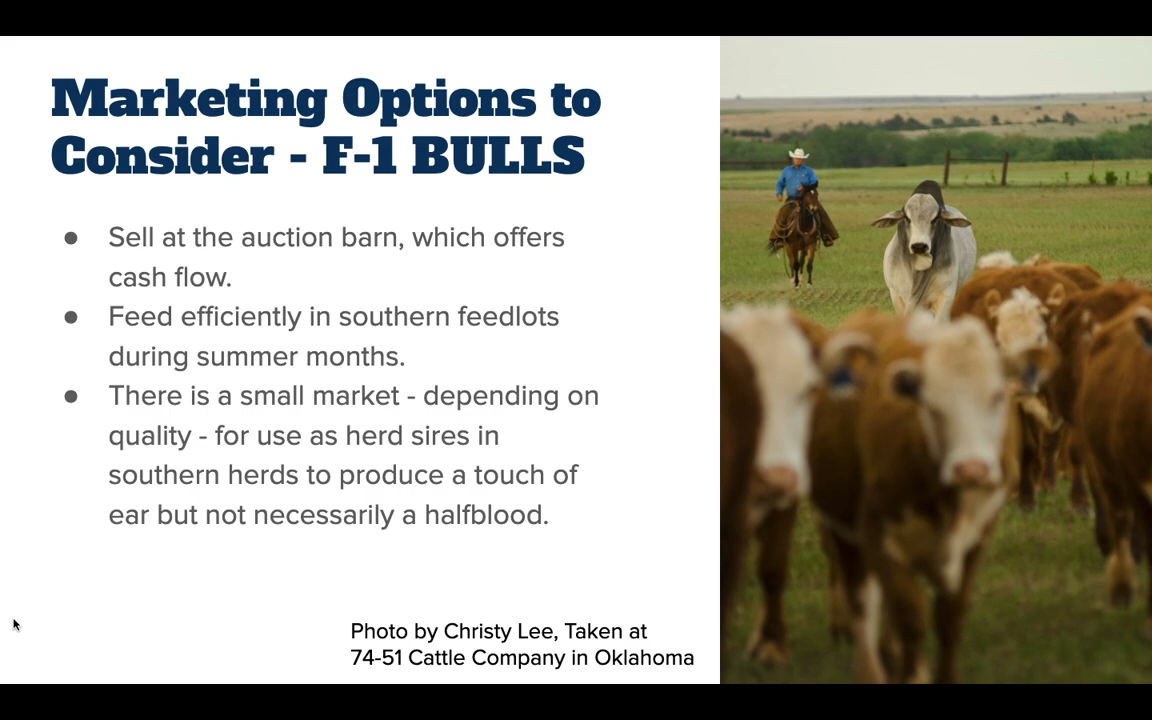 Marketing Options to
Consider - F-1 BULLS
● Sell at the auction barn, which offers
cash flow.
● Feed efficiently in southern feedlots
during summer months.
● There is a small market - depending on
quality - for use as herd sires in
southern herds to produce a touch of
ear but not necessarily a halfblood.
Photo by Christy Lee, Taken at
74-51 Cattle Company in Oklahoma